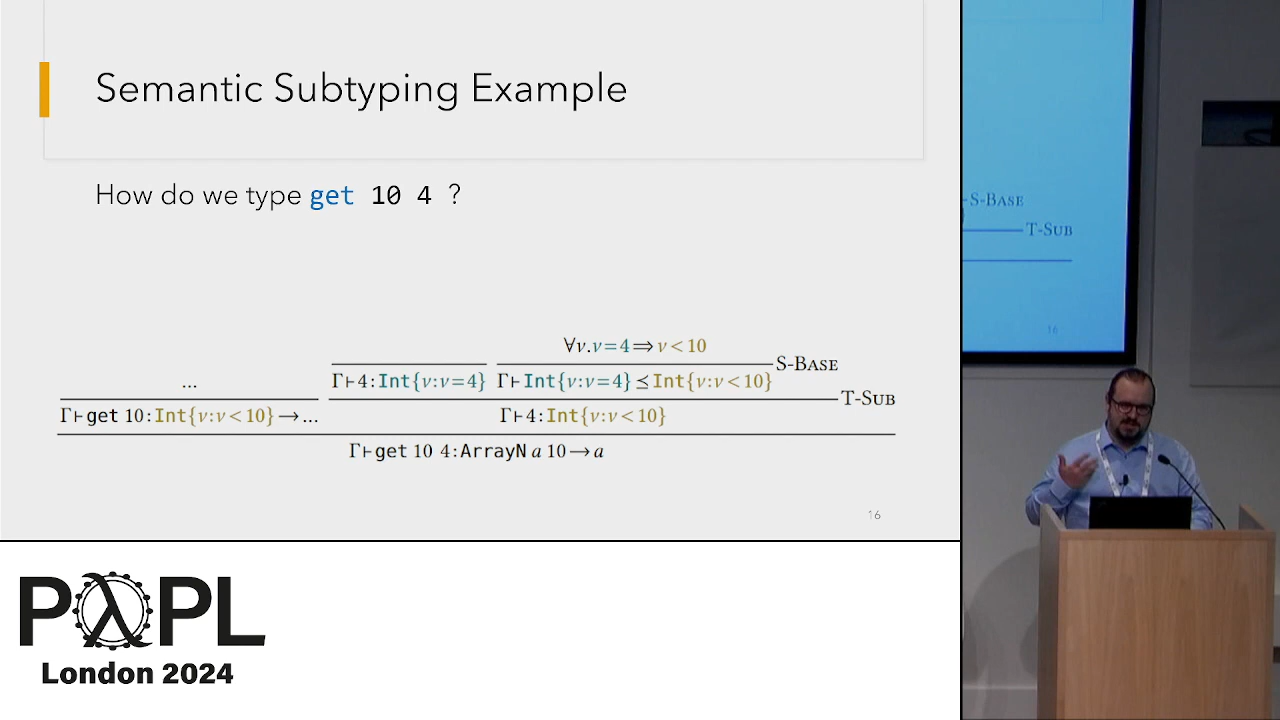 Semantic Subtyping Example
How do we type get 10 4 ?
∀ν.ν=4⟹ν<10
S-Base
...
Γ⊢4:Int{ν:ν=4}
Γ⊢Int{ν:ν=4}⪯Int{ν:ν<10}
T-Sub
Γ⊢get 10:Int{ν:ν<10}→...
Γ⊢4:Int{ν:ν<10}
Γ⊢get 10 4:ArrayN a 10→a
16
S-Base
T-Sub
16
PλPL
London 2024